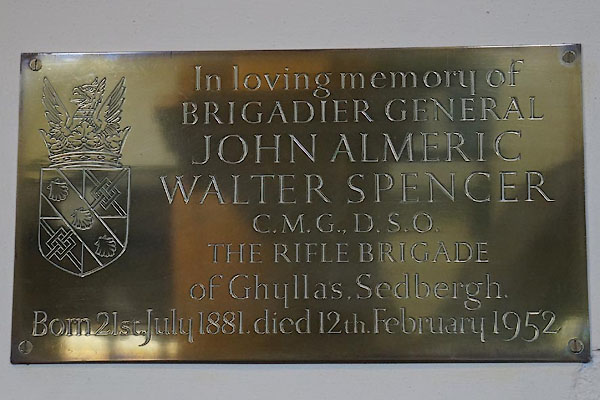 In loving memory of
BRIGADIER GENERAL
JOHN ALMERIC
WALTER SPENCER
C.M.G., D.S.O.
THE RIFLE BRIGADE
of Ghyllas. Sedbergh.
Born 21st. July 1881. died 12th. February 1952